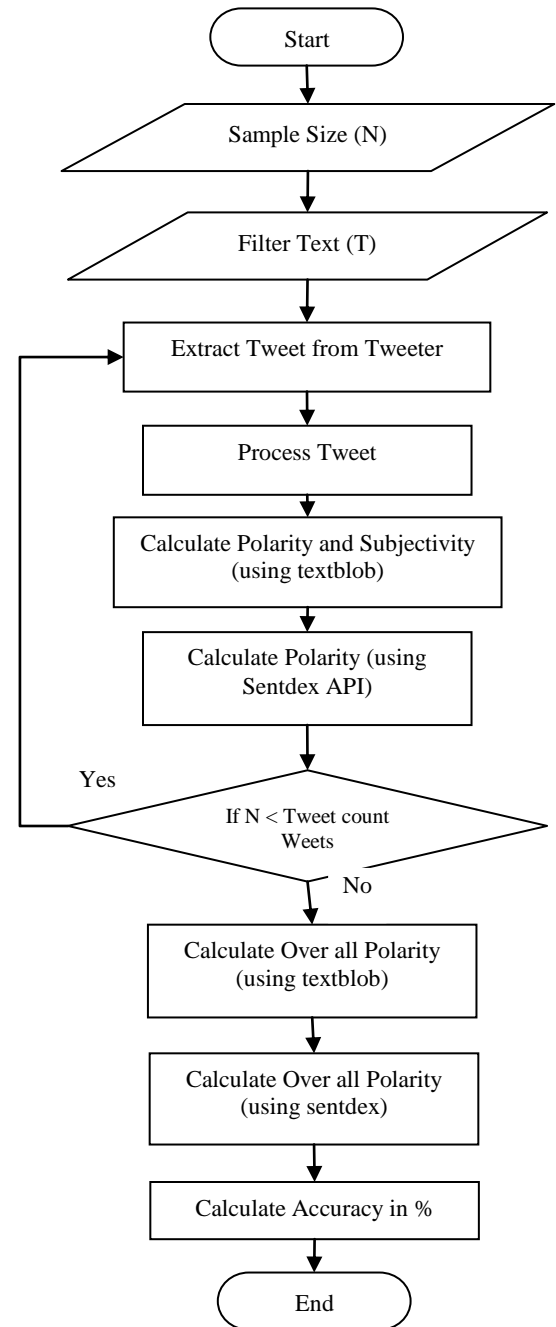 Start
Sample Size (N)
Filter Text (T)
Extract Tweet from Tweeter
Process Tweet
Calculate Polarity and Subjectivity
(using textblob)
Calculate Polarity (using
Sentdex API)
Yes
If N < Tweet count
Weets
No
Calculate Over all Polarity
(using textblob)
Calculate Over all Polarity
(using sentdex)
Calculate Accuracy in %
End